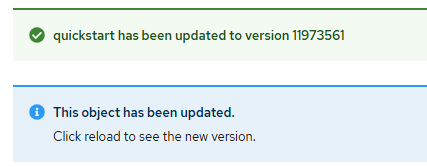 quickstart has been updated to version 11973561
This object has been updated.
Click reload to see the new version.